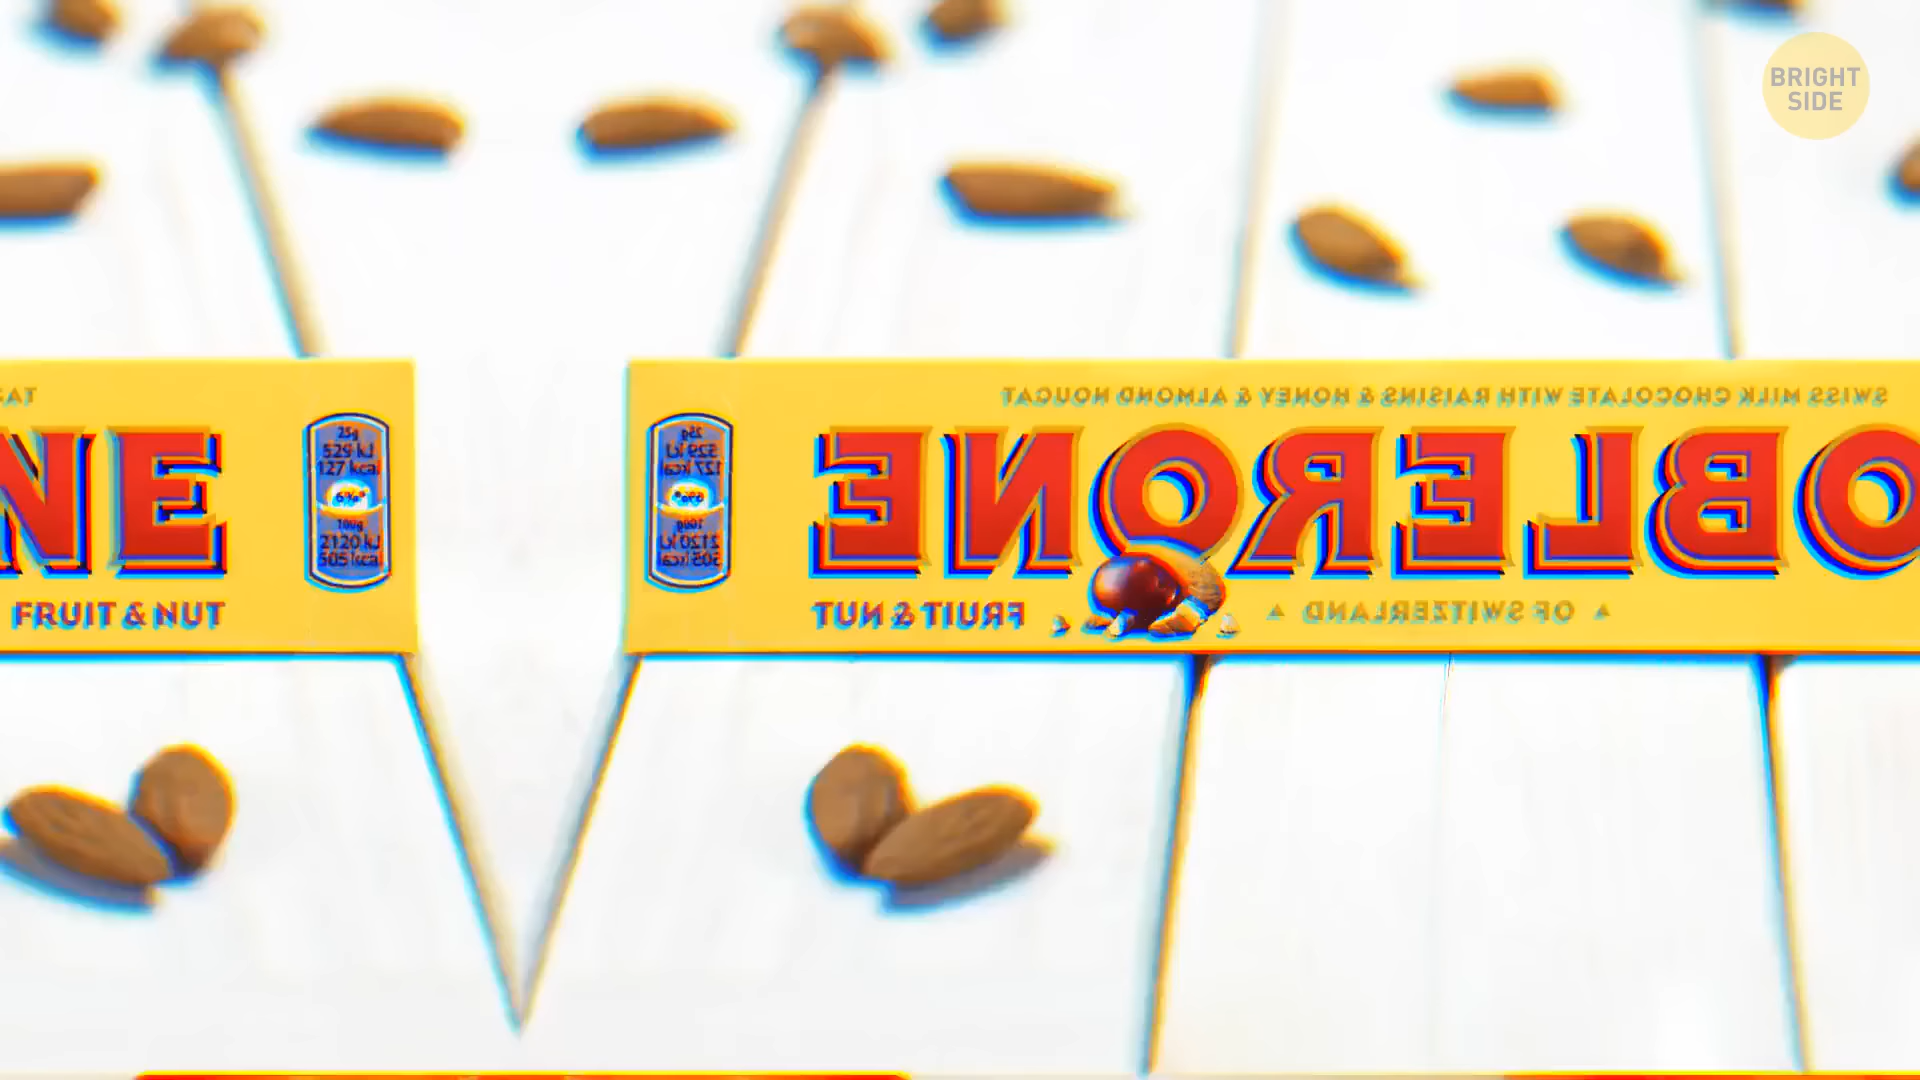 BRIGHT
SIDE
SWISS MILK CHOCOLATE WITH RAISINS & HONEY & ALMOND NOUGAT
NE
OBLERONE
25g
529 kJ
127 kcal
6%*
100g
2120 kJ
505 kcal
25g
529 kJ
127 kcal
6%*
100g
2120 kJ
505 kcal
FRUIT & NUT
FRUIT & NUT
OF SWITZERLAND